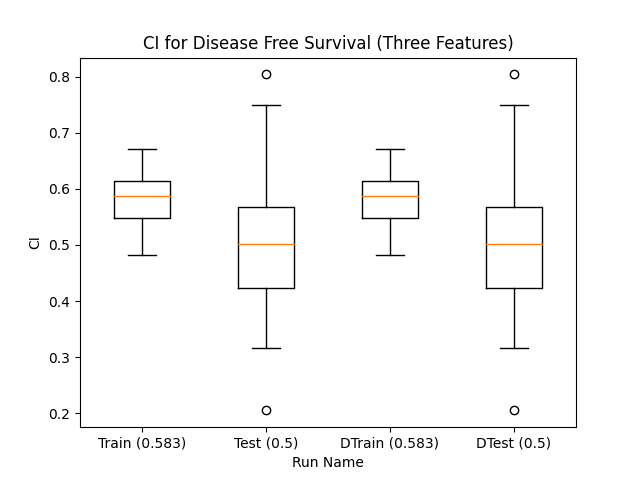 CI for Disease Free Survival (Three Features)
0.8
0.7
0.6
0.5
0.4
0.3
0.2
CI
Train (0.583) Test (0.5) DTrain (0.583) DTest (0.5)
Run Name